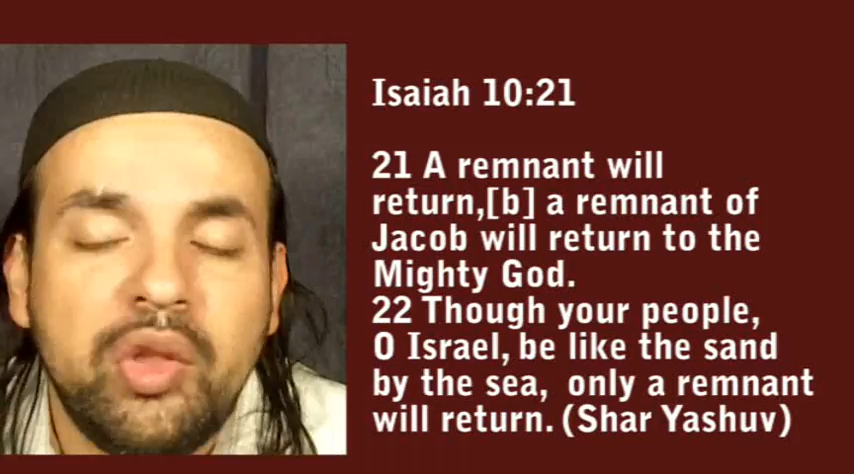 Isaiah 10:21
21 A remnant will
return,[b] a remnant of
Jacob will return to the
Mighty God.
22 Though your people,
O Israel, be like the sand
by the sea, only a remnant
will return. (Shar Yashuv)